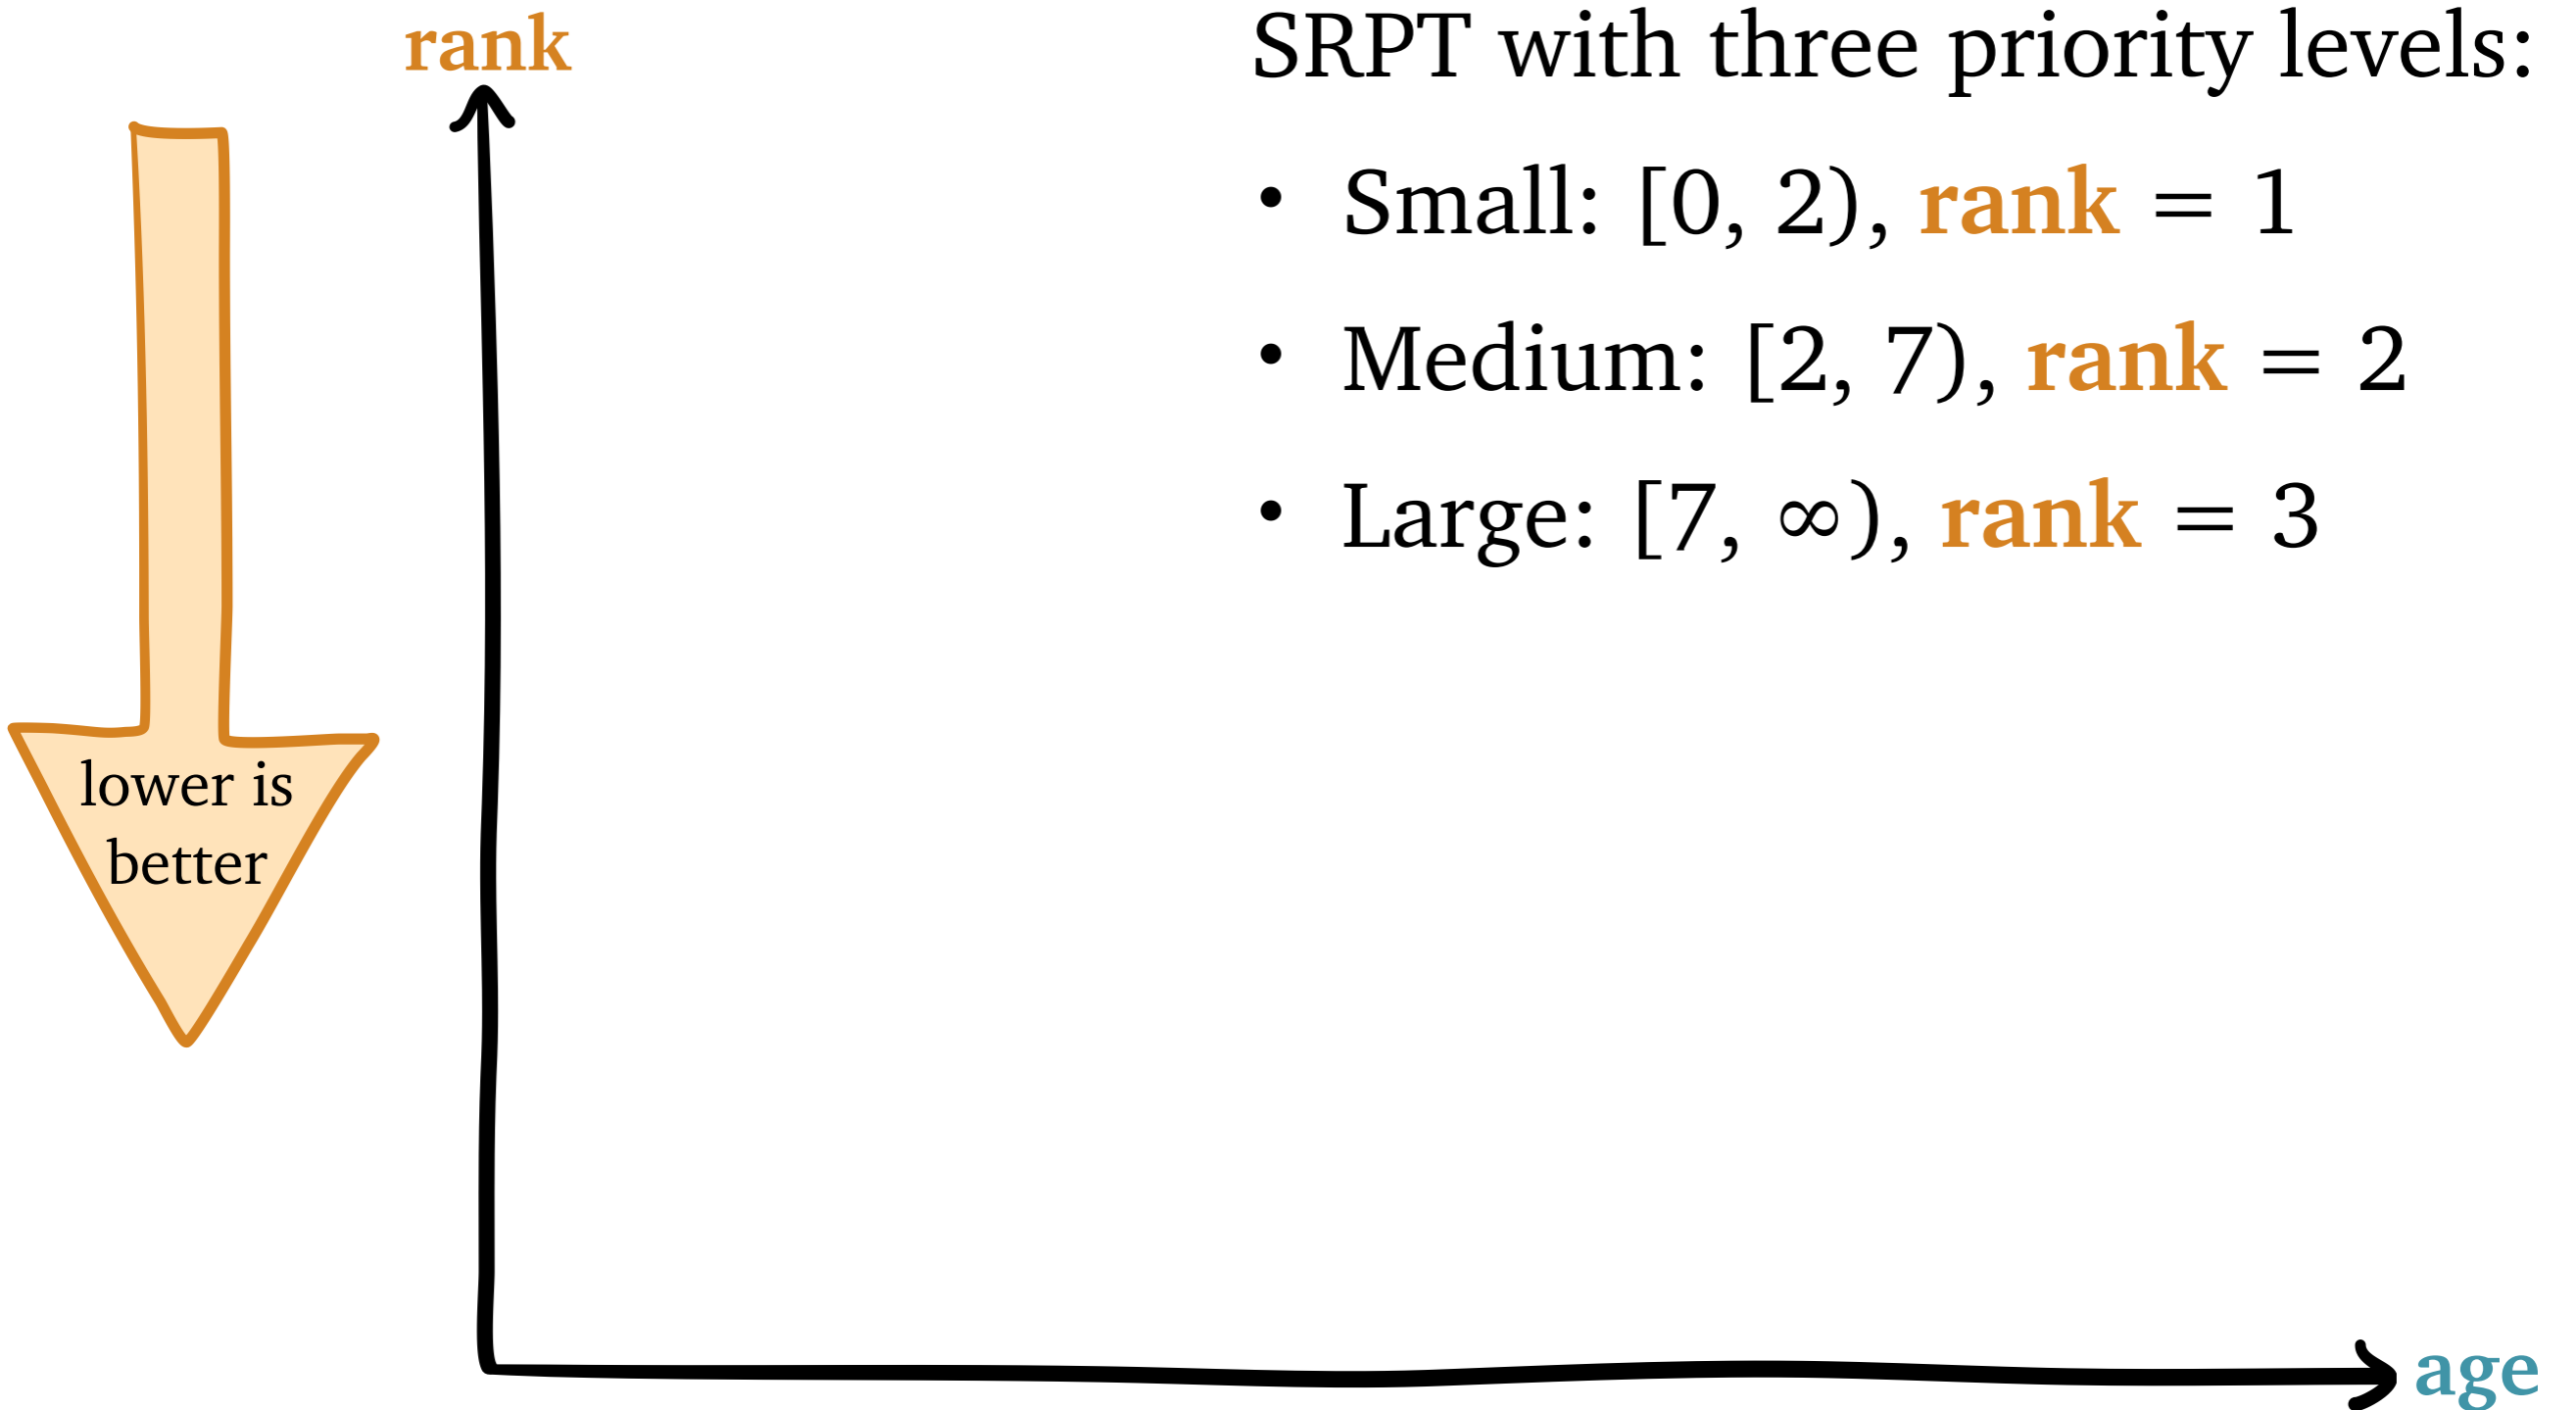 rank
SRPT with three priority levels:
• Small: [0, 2), rank = 1
• Medium: [2, 7), rank = 2
• Large: [7, ∞), rank = 3
lower is
better
age